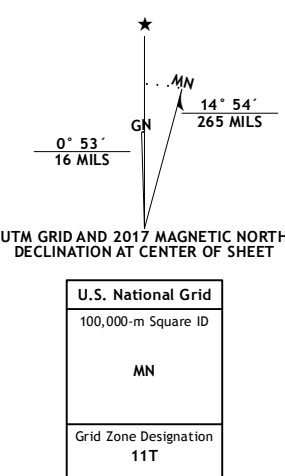 ★
MN
GN
14° 54´
265 MILS
0° 53´
16 MILS
UTM GRID AND 2017 MAGNETIC NORTH
DECLINATION AT CENTER OF SHEET
U.S. National Grid
100,000-m Square ID
MN
Grid Zone Designation
11T